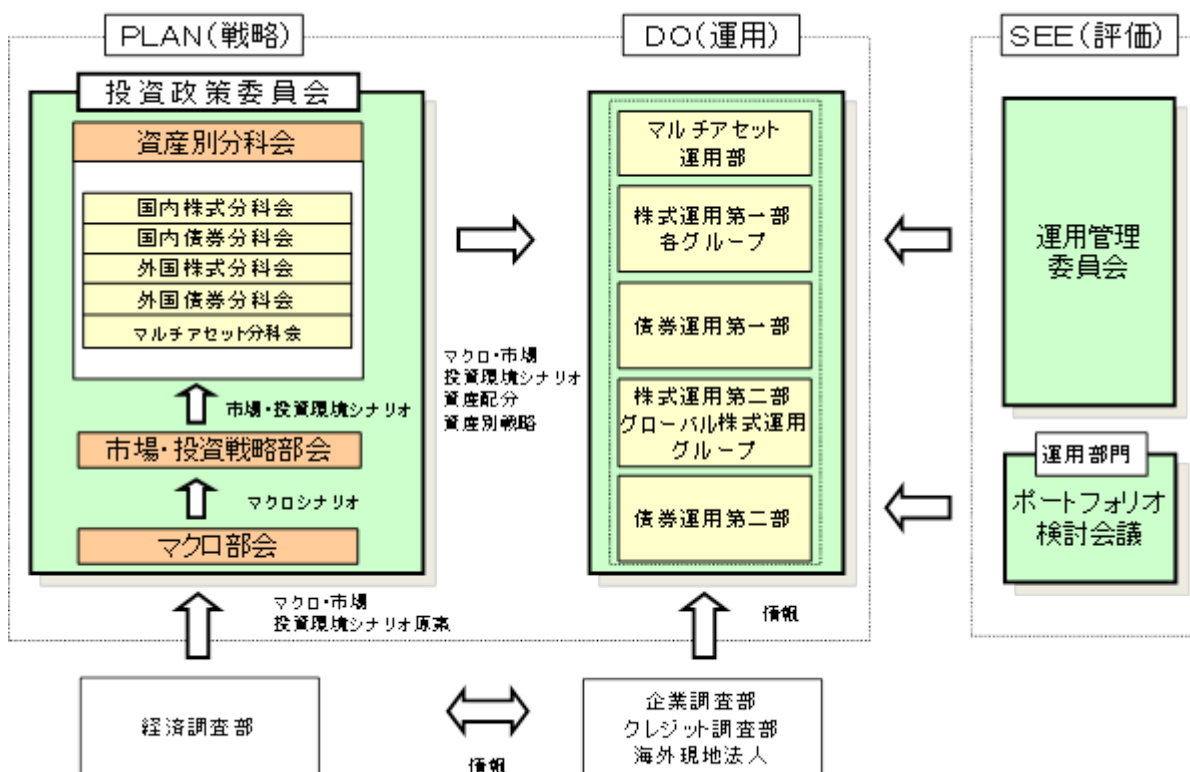 PLAN(戦略)
投資政策委員会
資産別分科会
国内株式分科会
国内債券分科会
外国株式分科会
外国債券分科会
マルチアセット分科会
市場・投資環境シナリオ
市場・投資戦略部会
マクロシナリオ
マクロ部会
マクロ・市場
投資環境シナリオ原案
経済調査部
マクロ・市場
投資環境シナリオ
資産配分
資産別戦略
DO(運用)
マルチアセット
運用部
株式運用第一部
各グループ
債券運用第一部
株式運用第二部
グローバル株式運用
グループ
債券運用第二部
情報
情報
企業調査部
クレジット調査部
海外現地法人
SEE(評価)
運用管理
委員会
運用部門
ポートフォリオ
検討会議